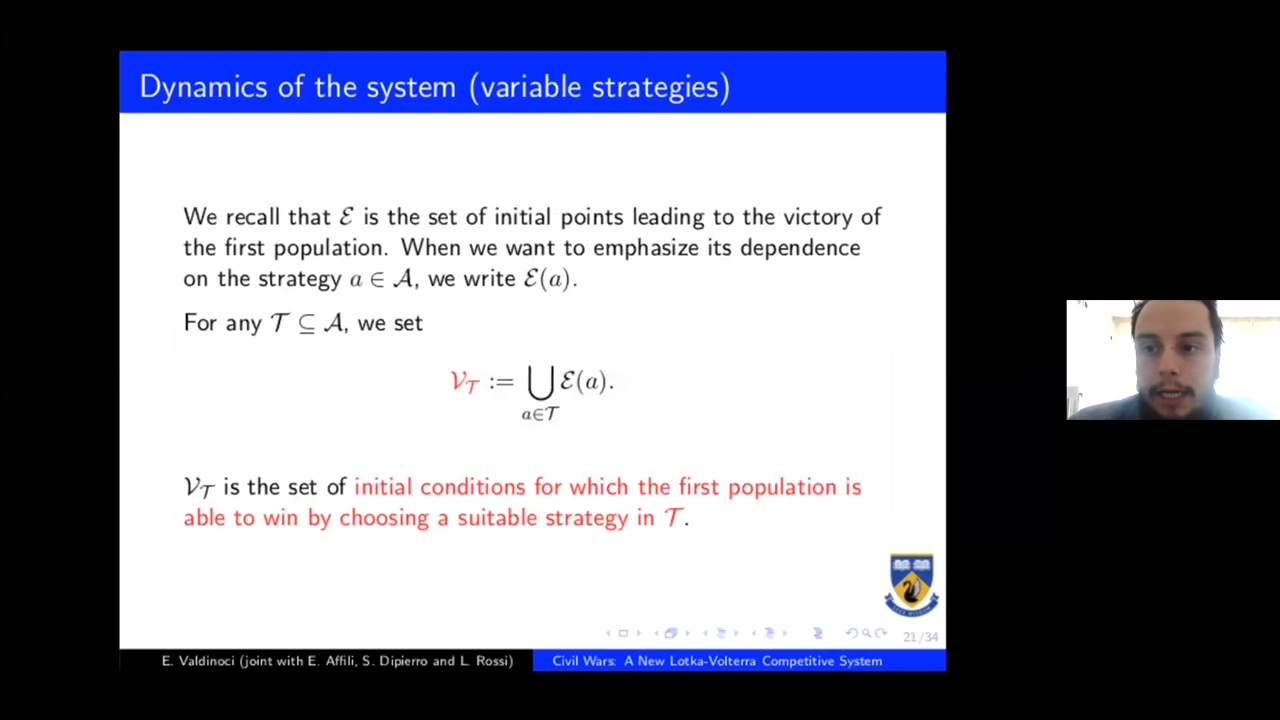 Dynamics of the system (variable strategies)
We recall that ℰ is the set of initial points leading to the victory of
the first population. When we want to emphasize its dependence
on the strategy a ∈ 𝒜, we write ℰ(a).
For any 𝒯 ⊆ 𝒜, we set
𝒱_𝒯 := ⋃_{a∈𝒯} ℰ(a).
𝒱_𝒯 is the set of initial conditions for which the first population is
able to win by choosing a suitable strategy in 𝒯.
21/34
E. Valdinoci (joint with E. Affili, S. Dipierro and L. Rossi)
Civil Wars: A New Lotka-Volterra Competitive System